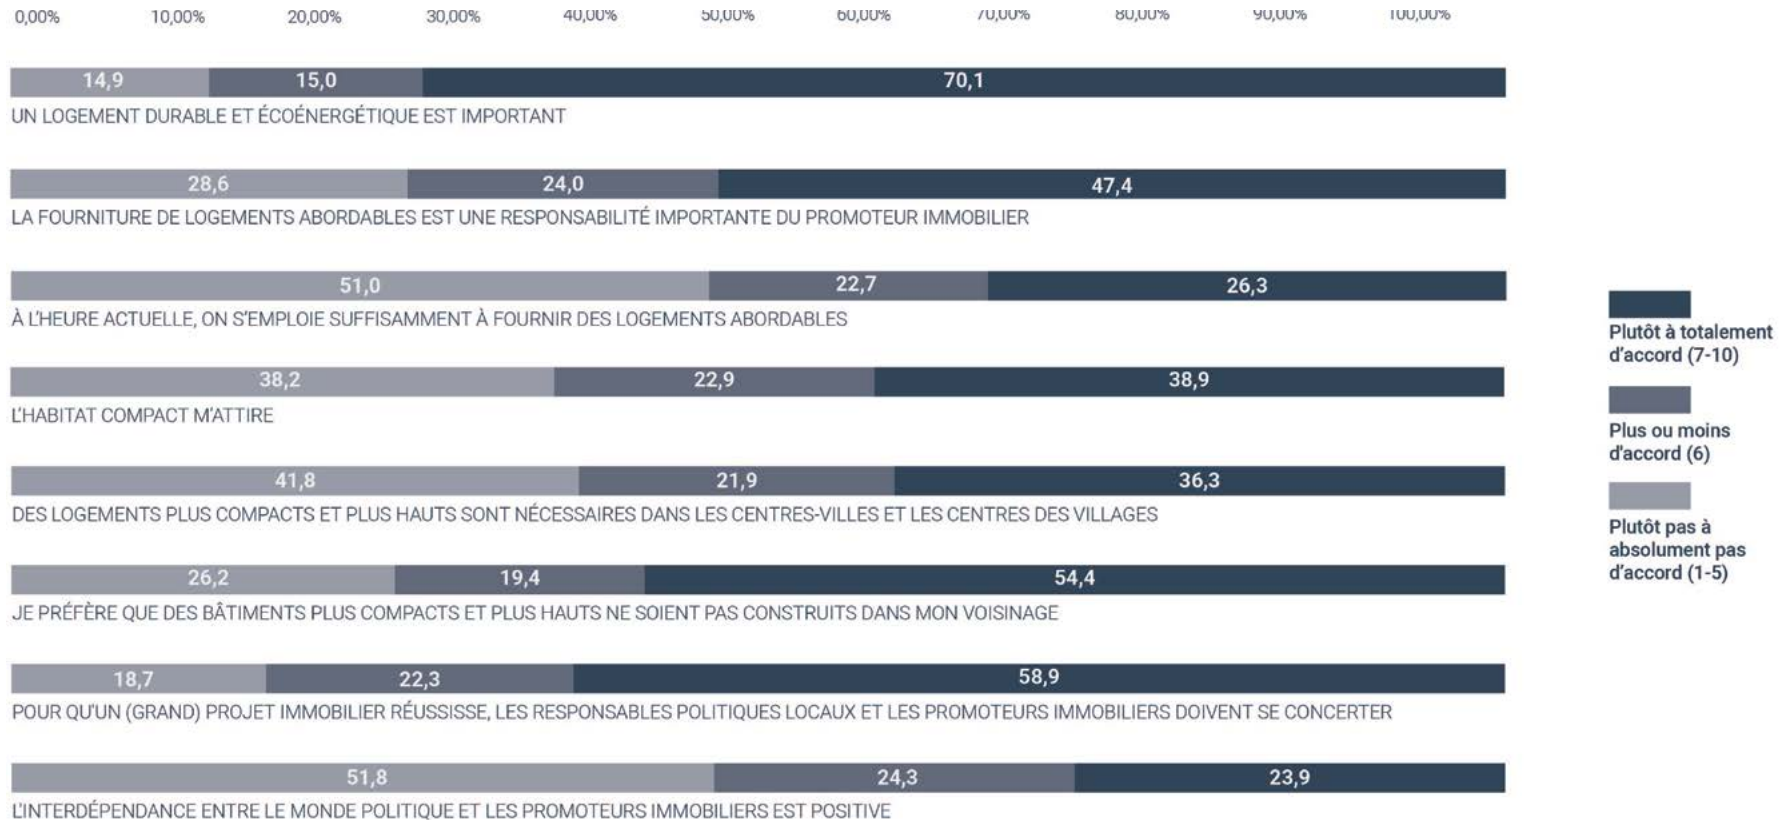 0,00% 10,00% 20,00% 30,00% 40,00% 50,00% 60,00% 70,00% 80,00% 90,00% 100,00%
14,9 15,0 70,1
UN LOGEMENT DURABLE ET ÉCOÉNERGÉTIQUE EST IMPORTANT
28,6 24,0 47,4
LA FOURNITURE DE LOGEMENTS ABORDABLES EST UNE RESPONSABILITÉ IMPORTANTE DU PROMOTEUR IMMOBILIER
51,0 22,7 26,3
À L'HEURE ACTUELLE, ON S'EMPLOIE SUFFISAMMENT À FOURNIR DES LOGEMENTS ABORDABLES
38,2 22,9 38,9
L'HABITAT COMPACT M'ATTIRE
41,8 21,9 36,3
DES LOGEMENTS PLUS COMPACTS ET PLUS HAUTS SONT NÉCESSAIRES DANS LES CENTRES-VILLES ET LES CENTRES DES VILLAGES
26,2 19,4 54,4
JE PRÉFÈRE QUE DES BÂTIMENTS PLUS COMPACTS ET PLUS HAUTS NE SOIENT PAS CONSTRUITS DANS MON VOISINAGE
18,7 22,3 58,9
POUR QU'UN (GRAND) PROJET IMMOBILIER RÉUSSISSE, LES RESPONSABLES POLITIQUES LOCAUX ET LES PROMOTEURS IMMOBILIERS DOIVENT SE CONCERTER
51,8 24,3 23,9
L'INTERDÉPENDANCE ENTRE LE MONDE POLITIQUE ET LES PROMOTEURS IMMOBILIERS EST POSITIVE
Plutôt à totalement
d'accord (7-10)
Plus ou moins
d'accord (6)
Plutôt pas à
absolument pas
d'accord (1-5)